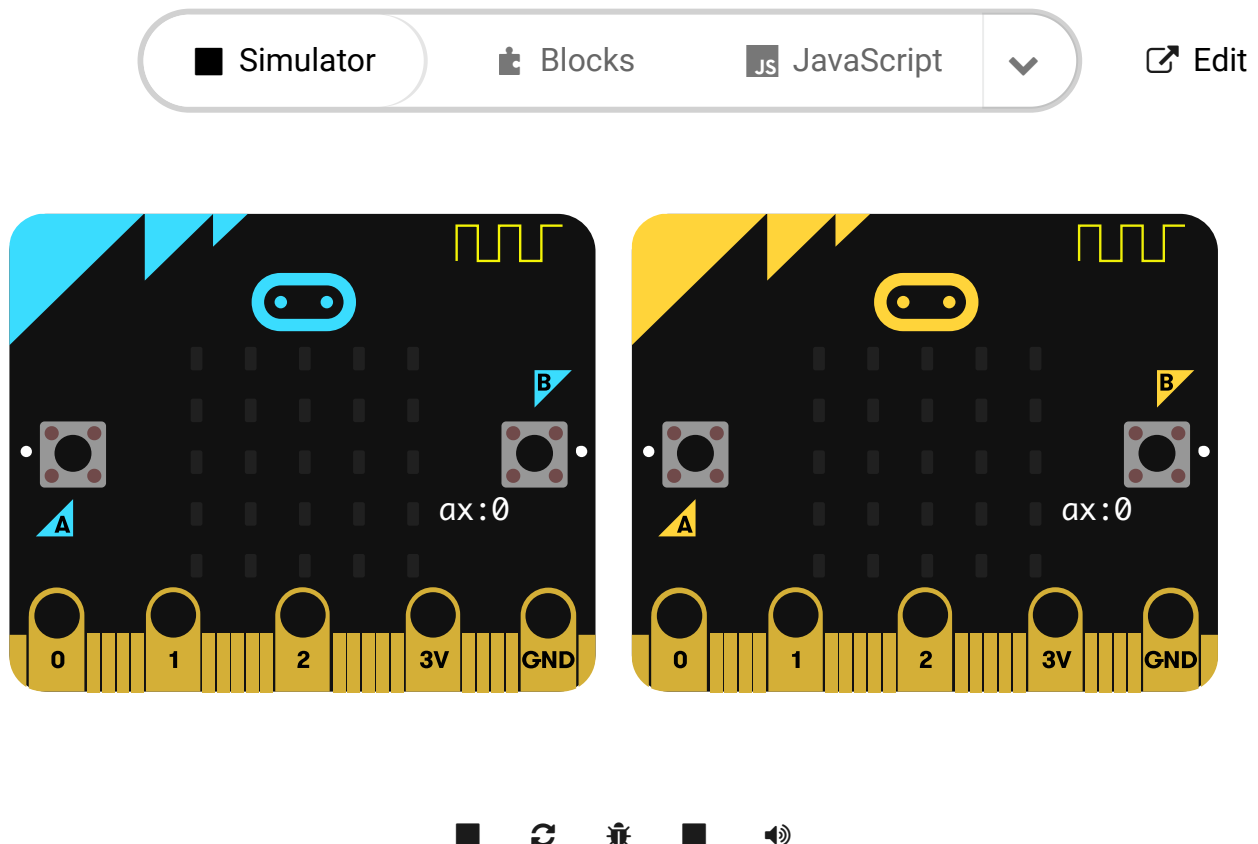 Simulator Blocks JS JavaScript Edit
B B
A ax:0 A ax:0
0 1 2 3V GND 0 1 2 3V GND